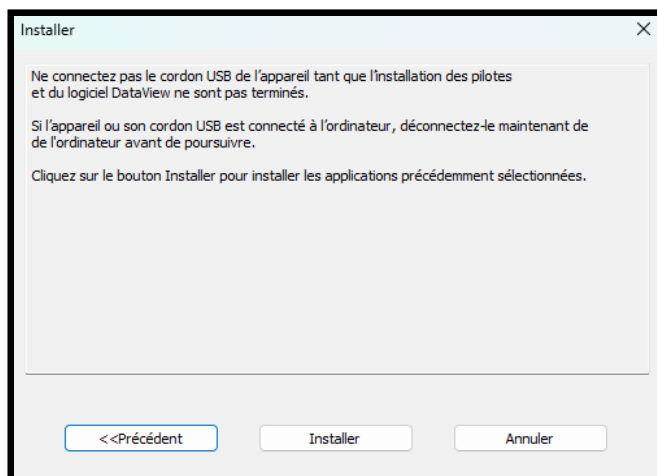 Installer
Ne connectez pas le cordon USB de l'appareil tant que l'installation des pilotes
et du logiciel DataView ne sont pas terminés.
Si l'appareil ou son cordon USB est connecté à l'ordinateur, déconnectez-le maintenant de
de l'ordinateur avant de poursuivre.
Cliquez sur le bouton Installer pour installer les applications précédemment sélectionnées.
<<Précédent
Installer
Annuler